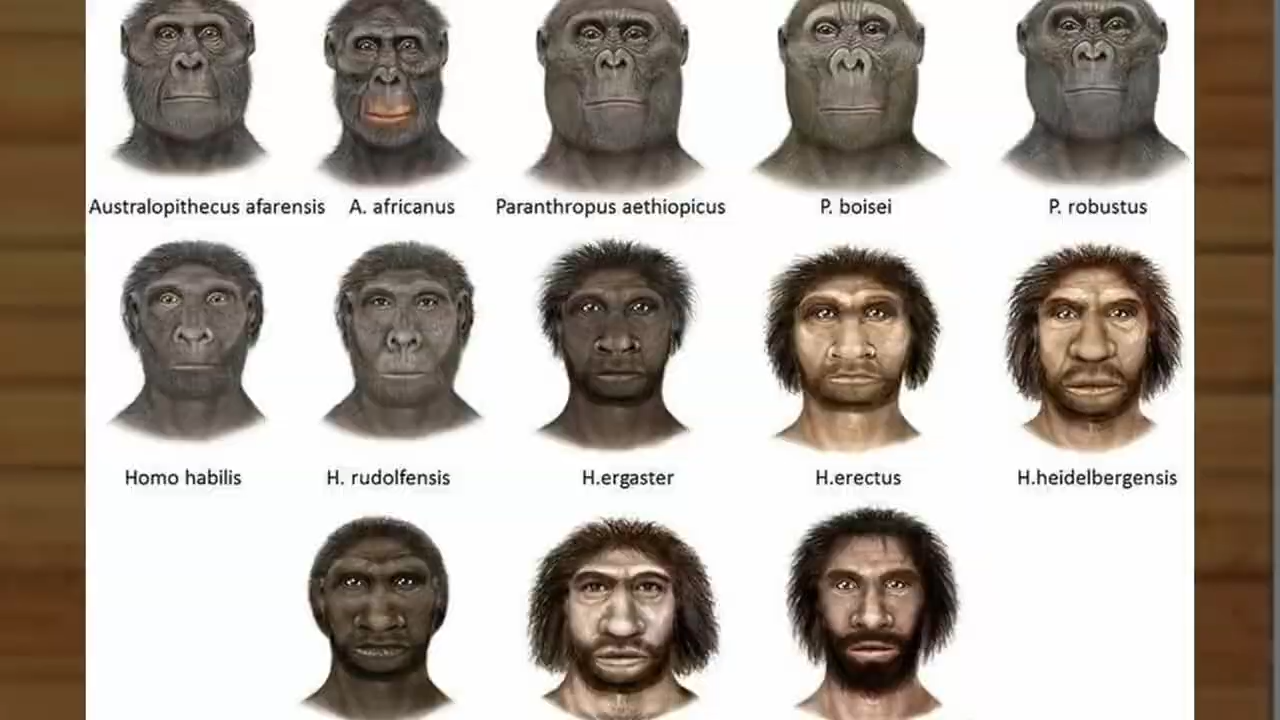 Australopithecus afarensis A. africanus Paranthropus aethiopicus P. boisei P. robustus
Homo habilis H. rudolfensis H.ergaster H.erectus H.heidelbergensis